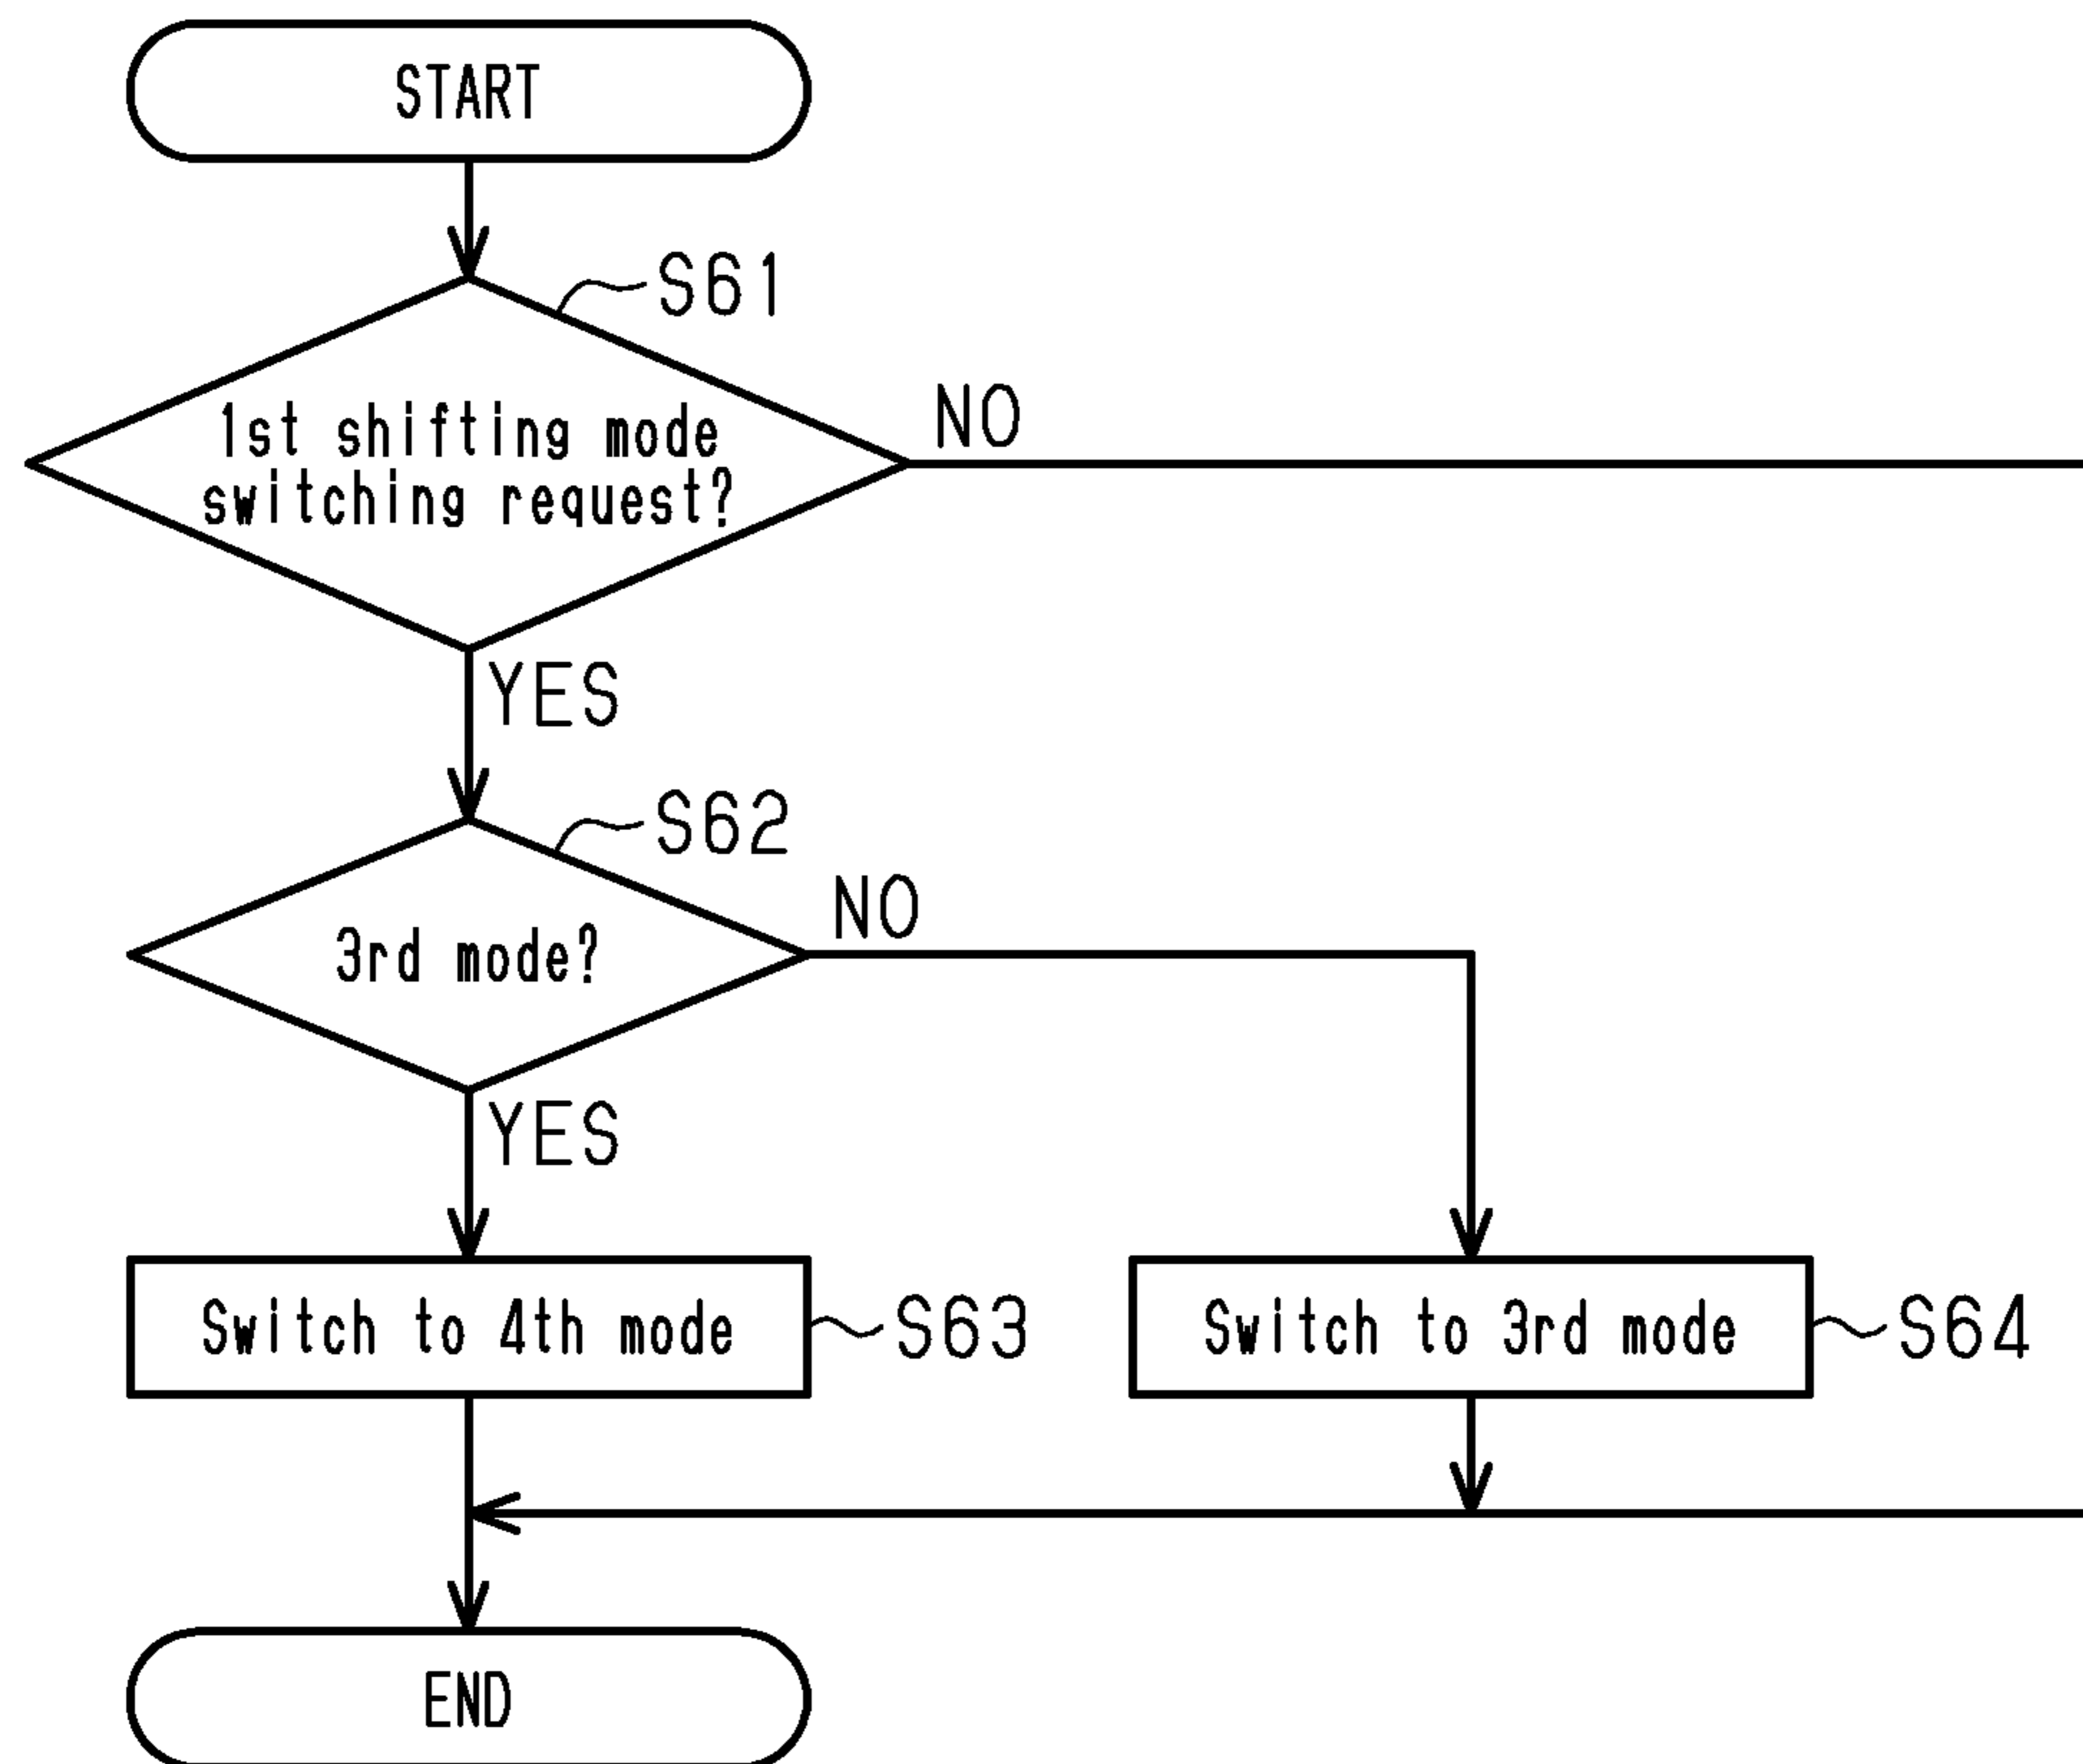 START
S61
1st shifting mode
switching request?
NO
YES
S62
3rd mode?
NO
YES
Switch to 4th mode
S63
Switch to 3rd mode
S64
END